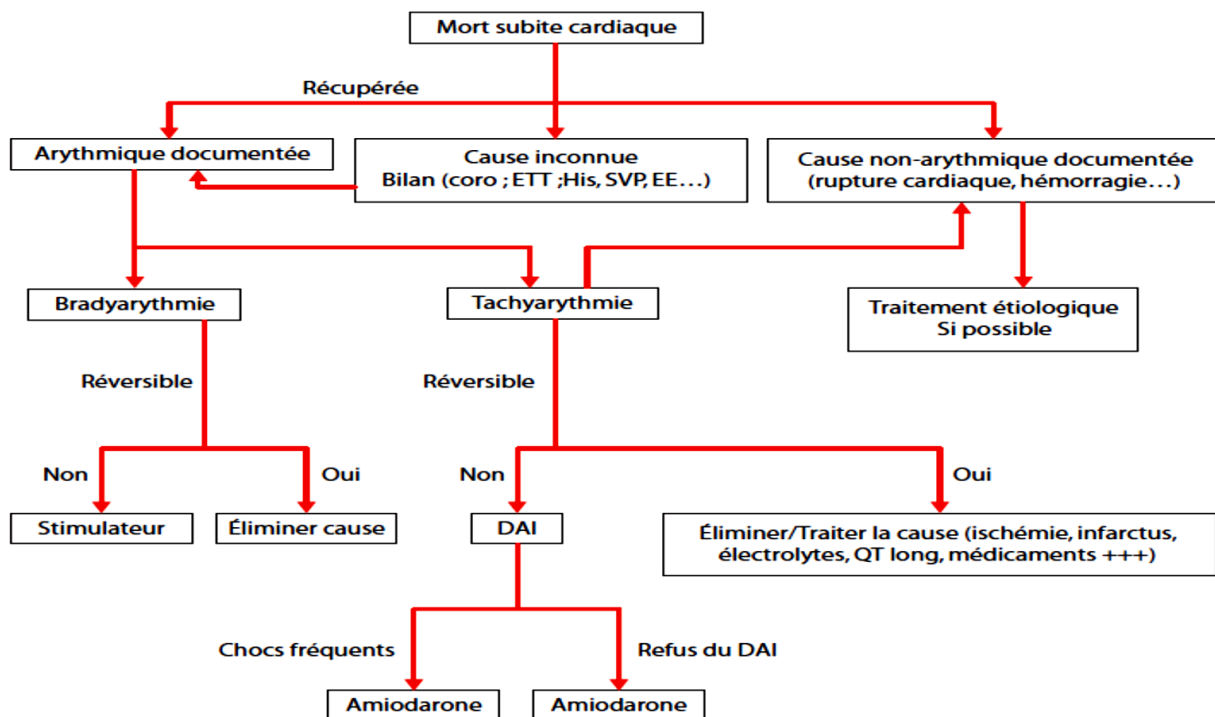 Mort subite cardiaque
Récupérée
Arythmique documentée
Cause inconnue
Bilan (coro ; ETT ;His, SVP, EE…)
Cause non-arythmique documentée
(rupture cardiaque, hémorragie…)
Bradyarythmie
Tachyarythmie
Traitement étiologique
Si possible
Réversible
Réversible
Non
Oui
Non
Oui
Stimulateur
Éliminer cause
DAI
Éliminer/Traiter la cause (ischémie, infarctus,
électrolytes, QT long, médicaments +++)
Chocs fréquents
Refus du DAI
Amiodarone
Amiodarone